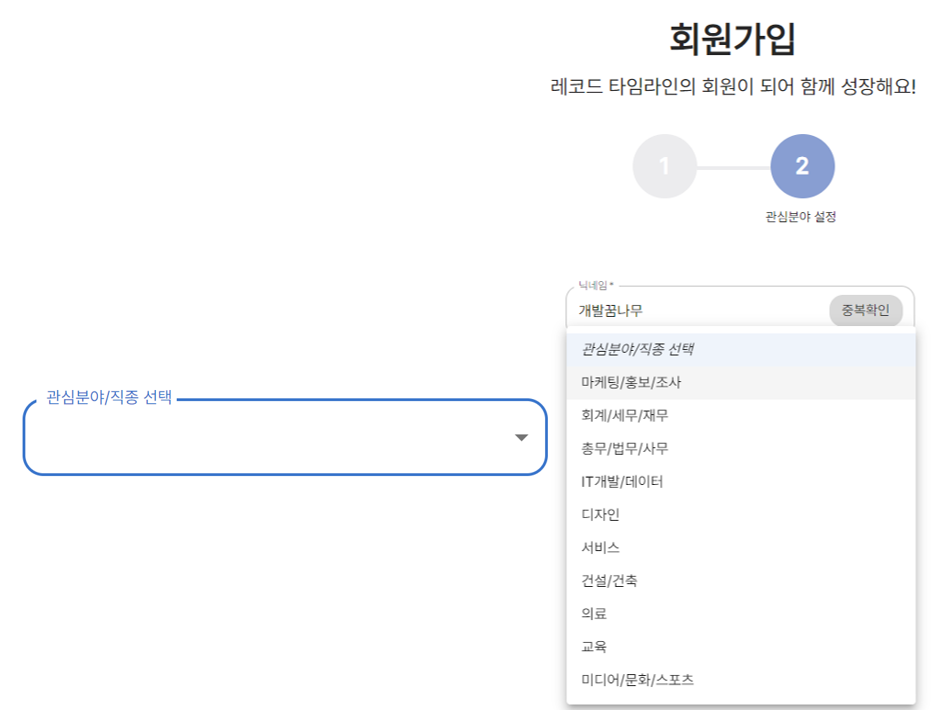 회원가입
레코드 타임라인의 회원이 되어 함께 성장해요!
1
2
관심분야 설정
닉네임 *
개발꿈나무
중복확인
관심분야/직종 선택
관심분야/직종 선택
마케팅/홍보/조사
회계/세무/재무
총무/법무/사무
IT개발/데이터
디자인
서비스
건설/건축
의료
교육
미디어/문화/스포츠